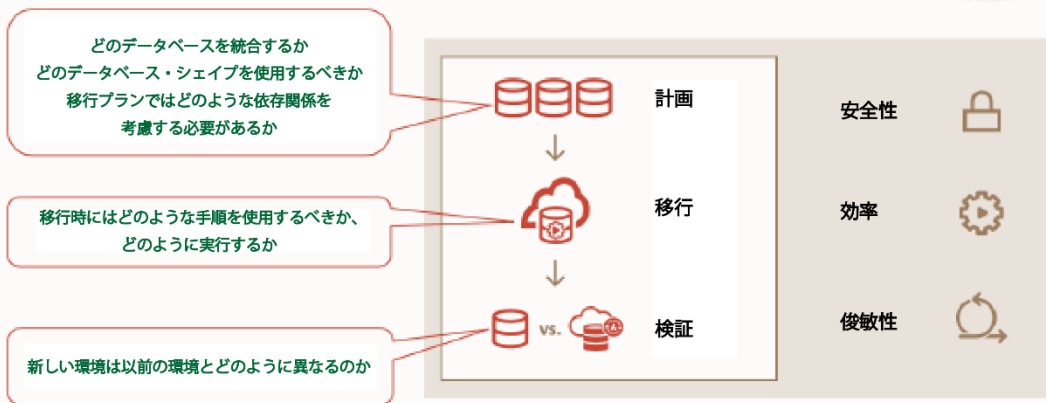 どのデータベースを統合するか
どのデータベース・シェイプを使用するべきか
移行プランではどのような依存関係を
考慮する必要があるか
計画
安全性
移行時にはどのような手順を使用するべきか、
どのように実行するか
移行
効率
新しい環境は以前の環境とどのように異なるのか
vs.
検証
俊敏性